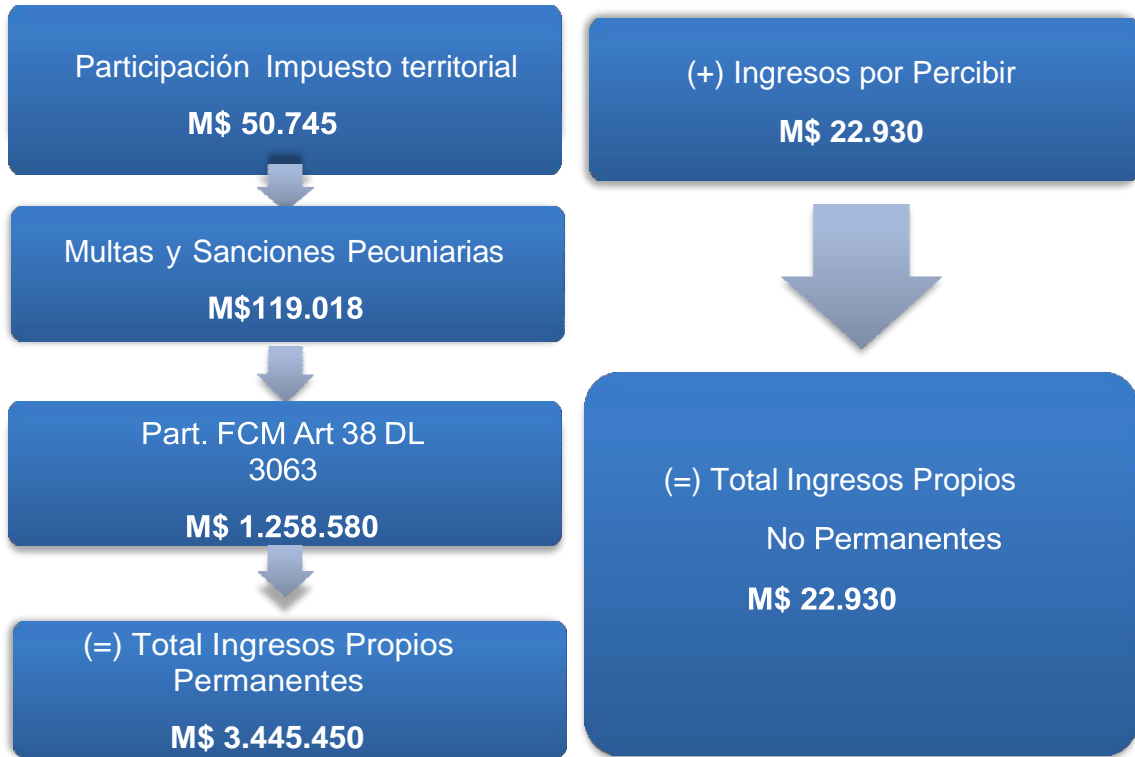 Participación Impuesto territorial
M$ 50.745
Multas y Sanciones Pecuniarias
M$119.018
Part. FCM Art 38 DL
3063
M$ 1.258.580
(=) Total Ingresos Propios
Permanentes
M$ 3.445.450
(+) Ingresos por Percibir
M$ 22.930
(=) Total Ingresos Propios
No Permanentes
M$ 22.930